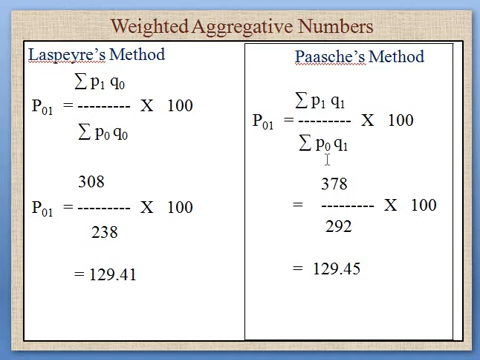 Weighted Aggregative Numbers
Laspeyre's Method
∑ p₁ q₀
P₀₁ = --------- X 100
∑ p₀ q₀
308
P₀₁ = --------- X 100
238
= 129.41
Paasche's Method
∑ p₁ q₁
P₀₁ = --------- X 100
∑ p₀ q₁
378
= --------- X 100
292
= 129.45